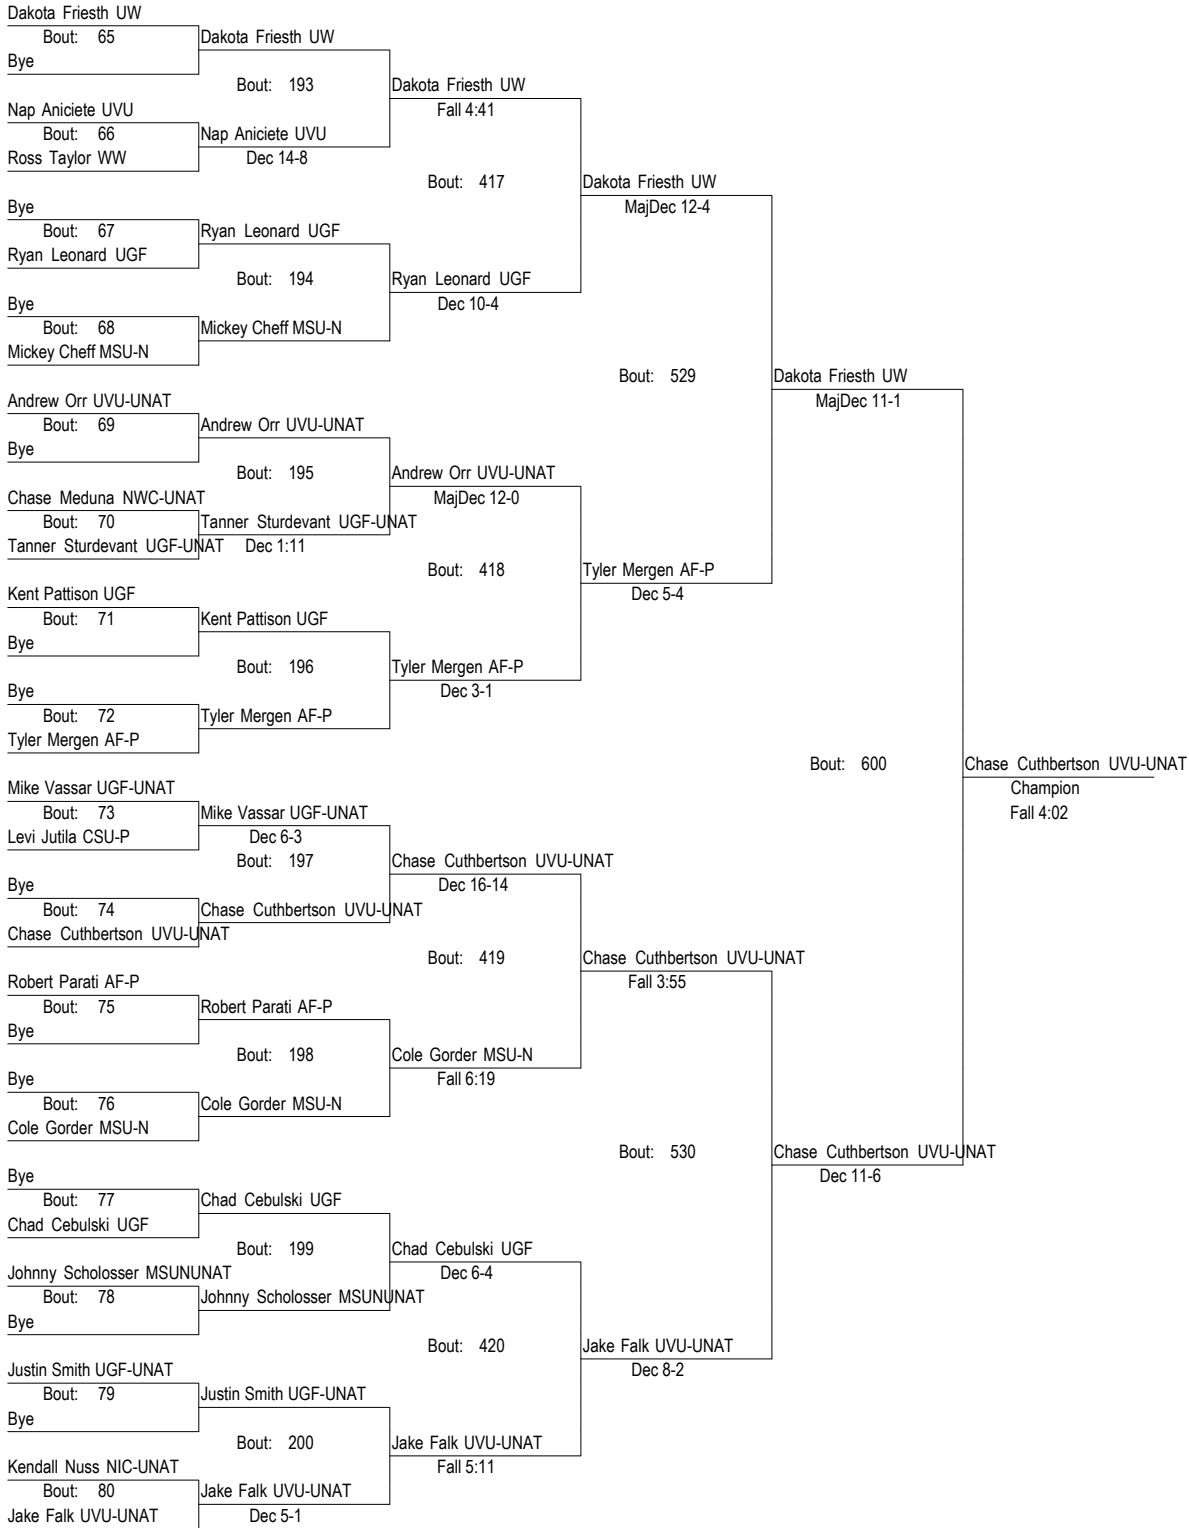 Dakota Friesth UW
Bout: 65
Dakota Friesth UW
Bye
Bout: 193
Dakota Friesth UW
Nap Aniciete UVU
Fall 4:41
Bout: 66
Nap Aniciete UVU
Ross Taylor WW
Dec 14-8
Bout: 417
Dakota Friesth UW
Bye
MajDec 12-4
Bout: 67
Ryan Leonard UGF
Ryan Leonard UGF
Bout: 194
Ryan Leonard UGF
Bye
Dec 10-4
Bout: 68
Mickey Cheff MSU-N
Mickey Cheff MSU-N
Bout: 529
Dakota Friesth UW
Andrew Orr UVU-UNAT
MajDec 11-1
Bout: 69
Andrew Orr UVU-UNAT
Bye
Bout: 195
Andrew Orr UVU-UNAT
Chase Meduna NWC-UNAT
MajDec 12-0
Bout: 70
Tanner Sturdevant UGF-UNAT
Tanner Sturdevant UGF-UNAT
Dec 1:11
Bout: 418
Tyler Mergen AF-P
Kent Pattison UGF
Dec 5-4
Bout: 71
Kent Pattison UGF
Bye
Bout: 196
Tyler Mergen AF-P
Bye
Dec 3-1
Bout: 72
Tyler Mergen AF-P
Tyler Mergen AF-P
Bout: 600
Chase Cuthbertson UVU-UNAT
Mike Vassar UGF-UNAT
Champion
Bout: 73
Mike Vassar UGF-UNAT
Fall 4:02
Levi Jutila CSU-P
Dec 6-3
Bout: 197
Chase Cuthbertson UVU-UNAT
Bye
Dec 16-14
Bout: 74
Chase Cuthbertson UVU-UNAT
Chase Cuthbertson UVU-UNAT
Bout: 419
Chase Cuthbertson UVU-UNAT
Robert Parati AF-P
Fall 3:55
Bout: 75
Robert Parati AF-P
Bye
Bout: 198
Cole Gorder MSU-N
Bye
Fall 6:19
Bout: 76
Cole Gorder MSU-N
Cole Gorder MSU-N
Bout: 530
Chase Cuthbertson UVU-UNAT
Bye
Dec 11-6
Bout: 77
Chad Cebulski UGF
Chad Cebulski UGF
Bout: 199
Chad Cebulski UGF
Johnny Scholosser MSUNUNAT
Dec 6-4
Bout: 78
Johnny Scholosser MSUNUNAT
Bye
Bout: 420
Jake Falk UVU-UNAT
Justin Smith UGF-UNAT
Dec 8-2
Bout: 79
Justin Smith UGF-UNAT
Bye
Bout: 200
Jake Falk UVU-UNAT
Kendall Nuss NIC-UNAT
Fall 5:11
Bout: 80
Jake Falk UVU-UNAT
Jake Falk UVU-UNAT
Dec 5-1